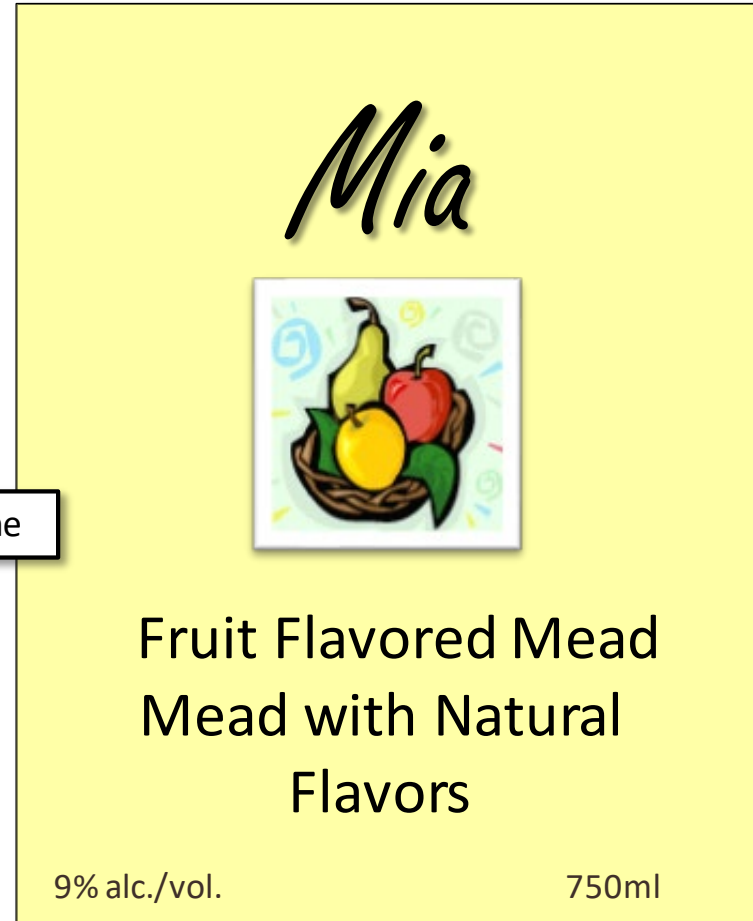 Mia
Fruit Flavored Mead
Mead with Natural
Flavors
9% alc./vol. 750ml